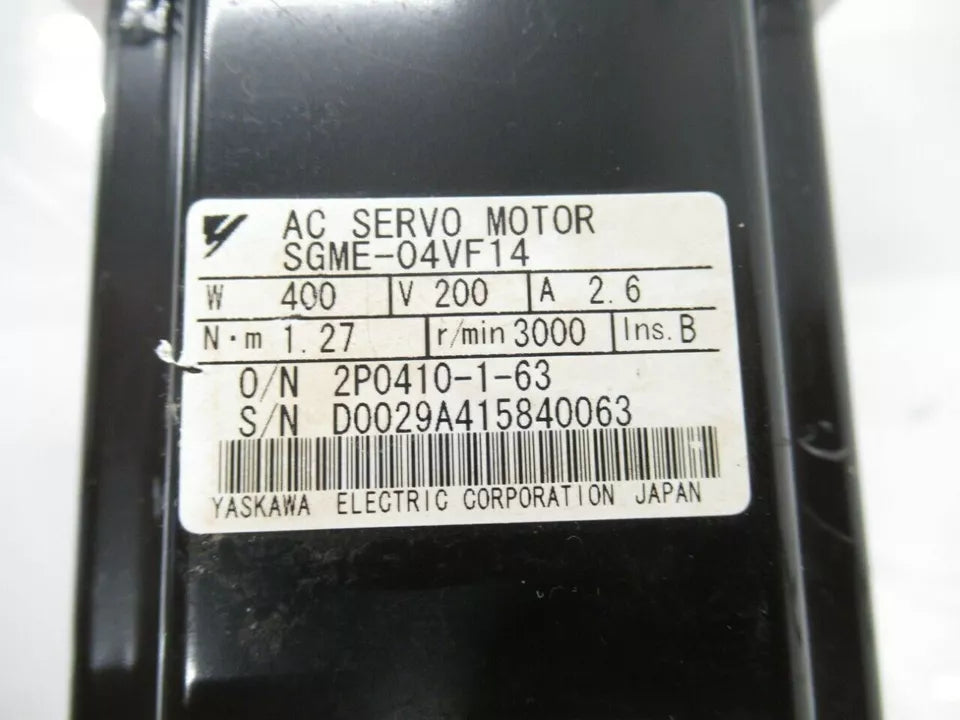 AC SERVO MOTOR
SGME-04VF14
W 400 V 200 A 2.6
N·m 1.27 r/min 3000 Ins. B
O/N 2P0410-1-63
S/N D0029A415840063
YASKAWA ELECTRIC CORPORATION JAPAN